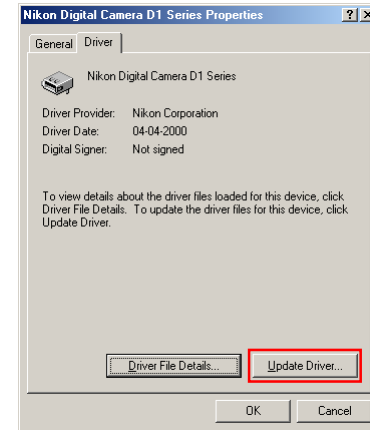 Nikon Digital Camera D1 Series Properties ? x
General Driver
Nikon Digital Camera D1 Series
Driver Provider: Nikon Corporation
Driver Date: 04-04-2000
Digital Signer: Not signed
To view details about the driver files loaded for this device, click
Driver File Details. To update the driver files for this device, click
Update Driver.
Driver File Details... Update Driver...
OK Cancel